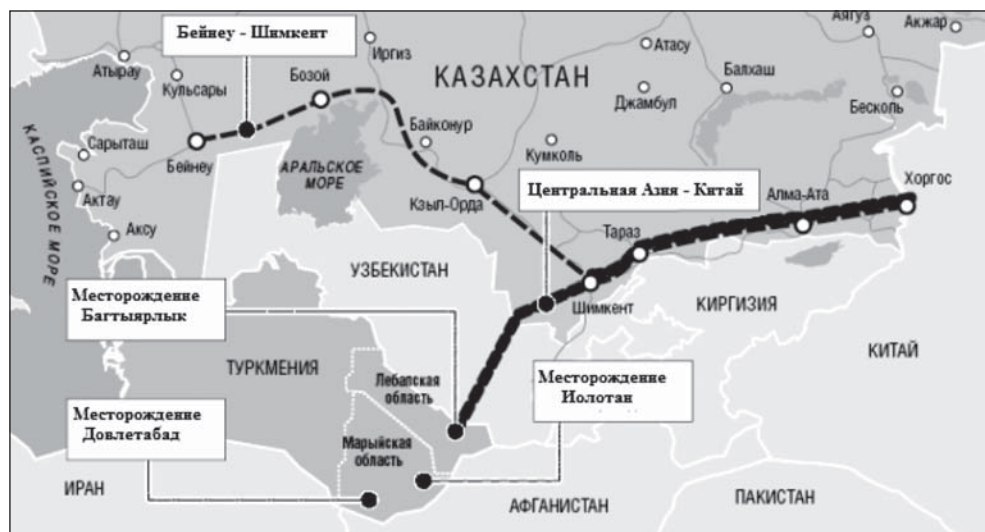 Бейнеу - Шимкент
Иргиз
Атасу
Аягуз
Акжар
Атырау
Кульсары
Бозой
КАЗАХСТАН
Балхаш
Джамбул
Бесколь
Байконур
Кумколь
Сарыташ
Бейнеу
АРАЛЬСКОЕ
МОРЕ
КАСПИЙСКОЕ МОРЕ
Актау
Кзыл-Орда
Центральная Азия - Китай
Алма-Ата
Хоргос
Аксу
Тараз
УЗБЕКИСТАН
Месторождение
Багтыярлык
Шимкент
КИРГИЗИЯ
КИТАЙ
ТУРКМЕНИЯ
Лебапская
область
Месторождение
Иолотан
Месторождение
Довлетабад
Марыйская
область
ИРАН
АФГАНИСТАН
ПАКИСТАН